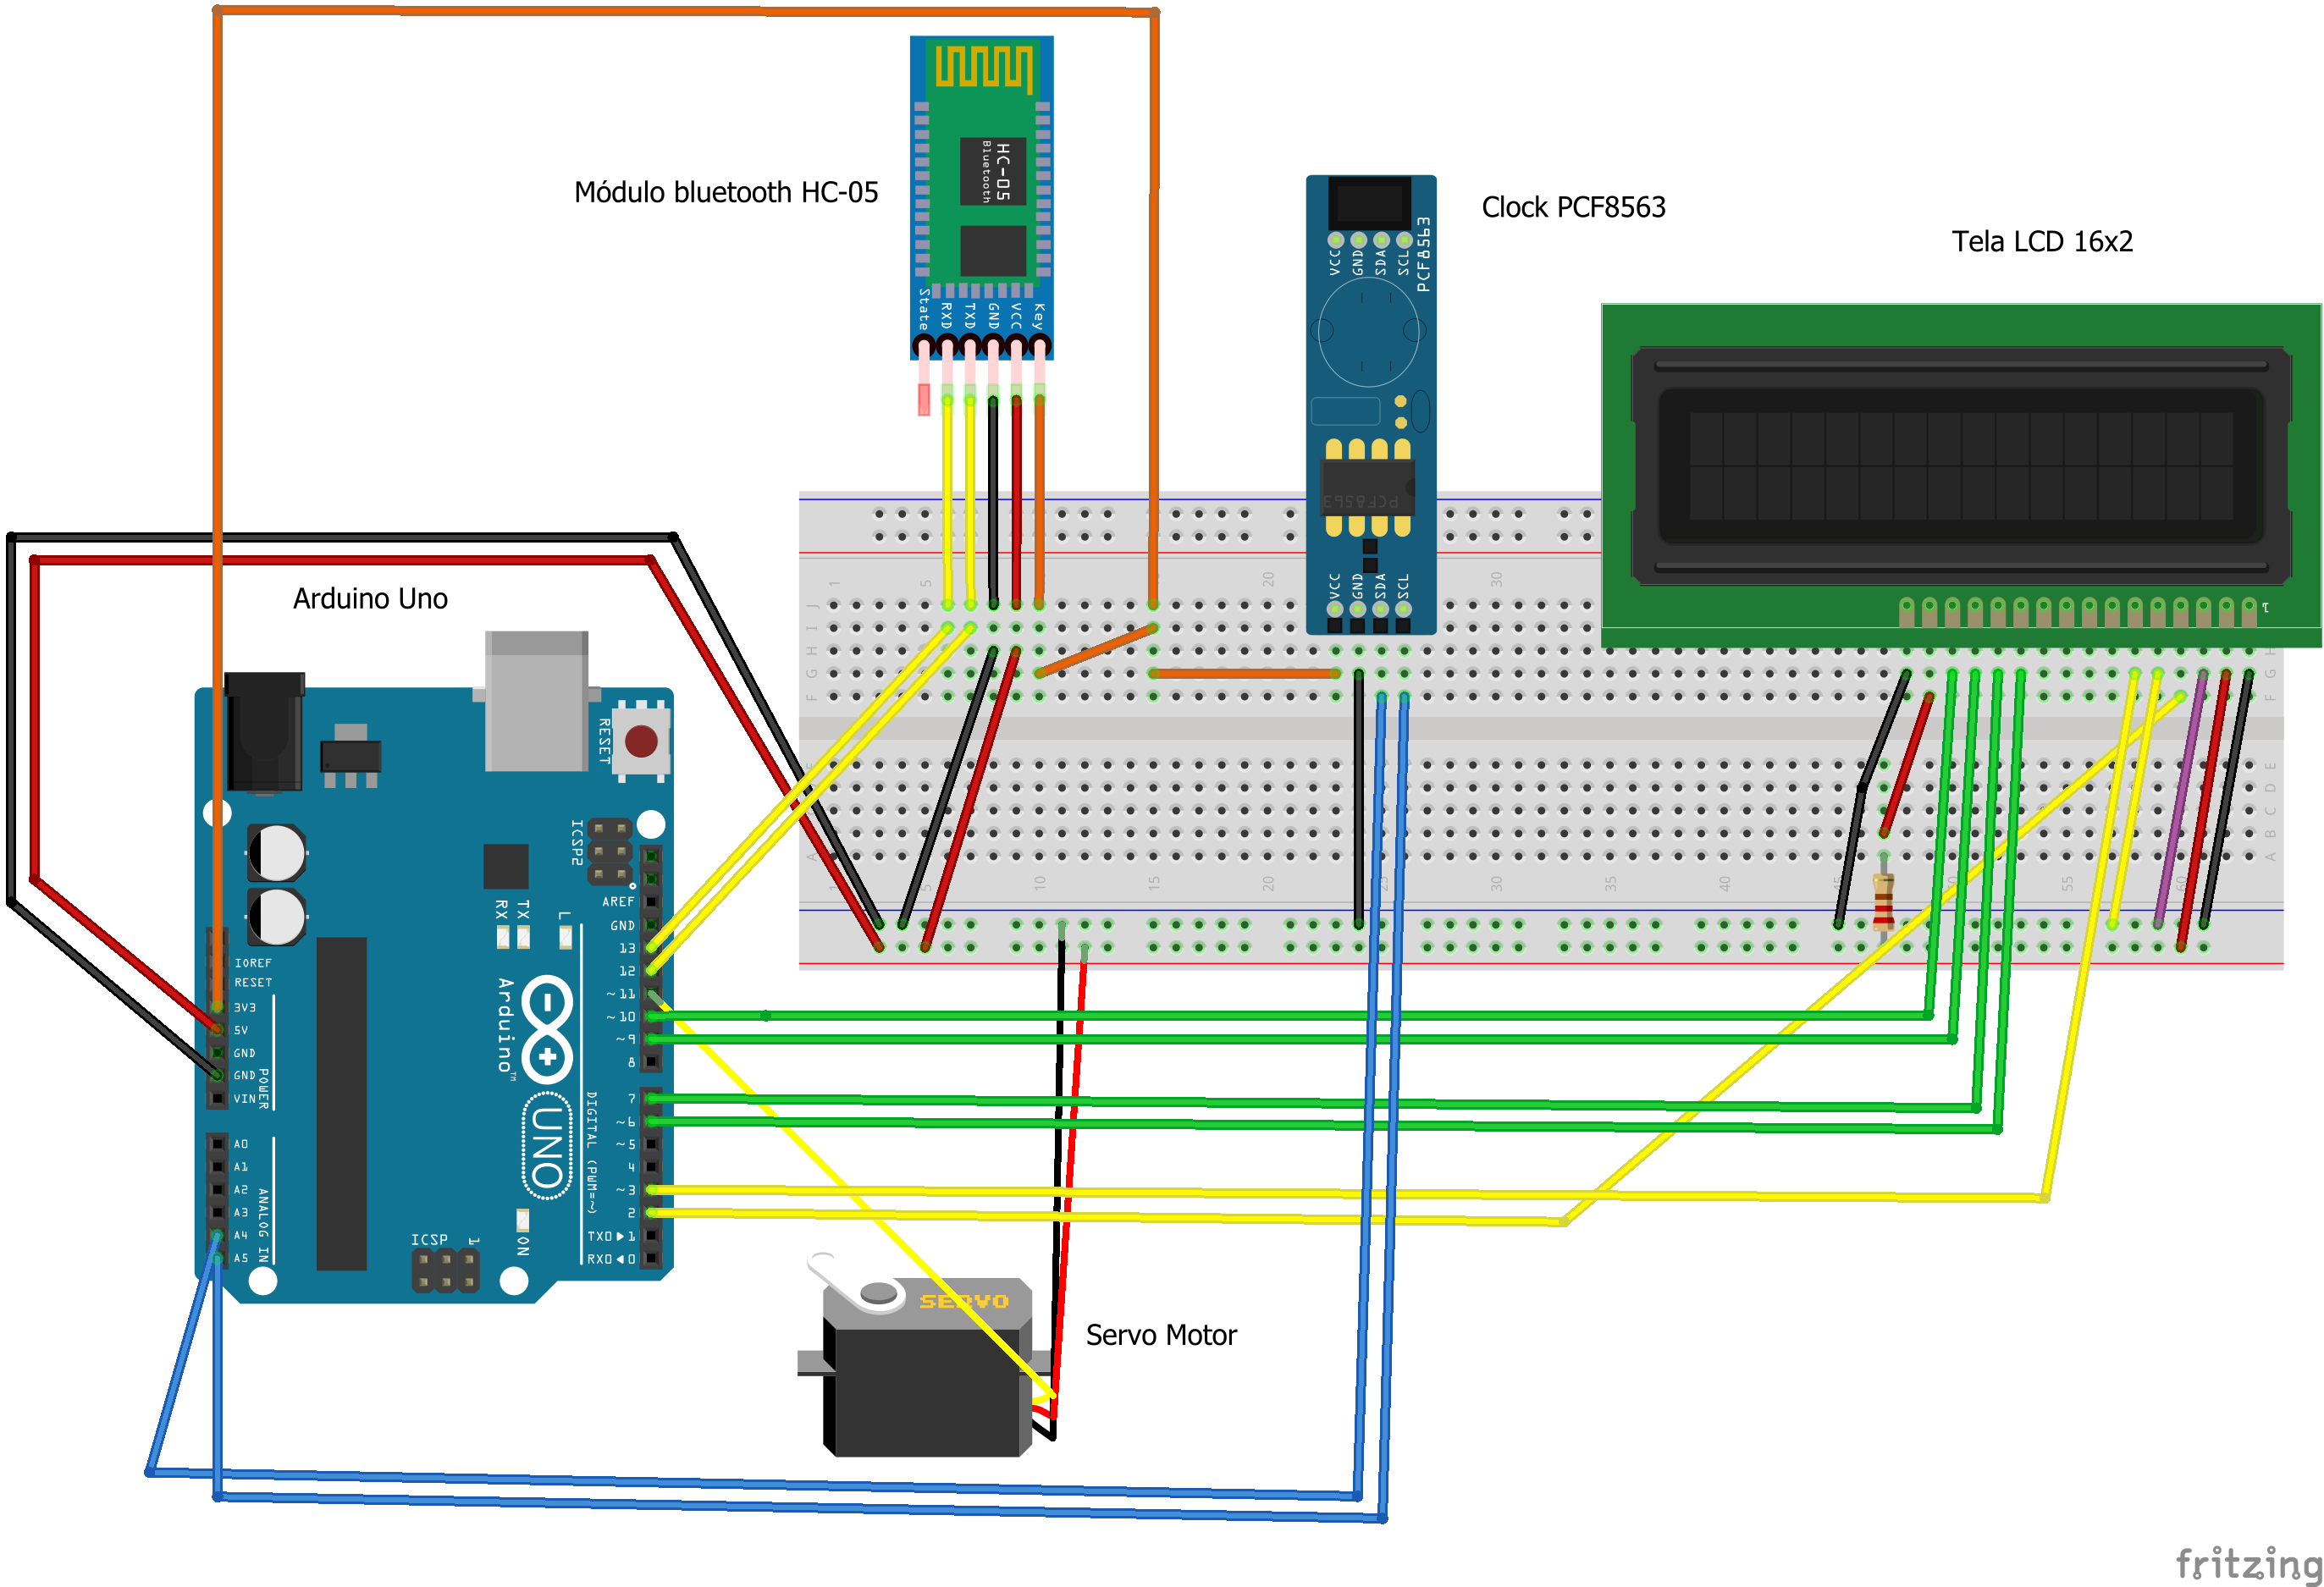 Módulo bluetooth HC-05
HC-05
Bluetooth
State
RXD
TXD
GND
VCC
Key
Clock PCF8563
PCF8563
VCC
GND
SDA
SCL
PCF8563
VCC
GND
SDA
SCL
Tela LCD 16x2
1
Arduino Uno
RESET
ICSP2
AREF
GND
13
12
~11
~10
~9
8
7
~6
~5
4
~3
2
TX0▶1
RX0◀0
DIGITAL (PWM=~)
RX
TX
L
Arduino™
UNO
ON
ICSP
1
IOREF
RESET
3V3
5V
GND
GND
VIN
POWER
A0
A1
A2
A3
A4
A5
ANALOG IN
1
5
20
30
J
I
H
G
F
H
G
F
E
D
C
B
A
A
5
10
15
20
25
30
35
40
45
55
60
SERVO
Servo Motor
fritzing